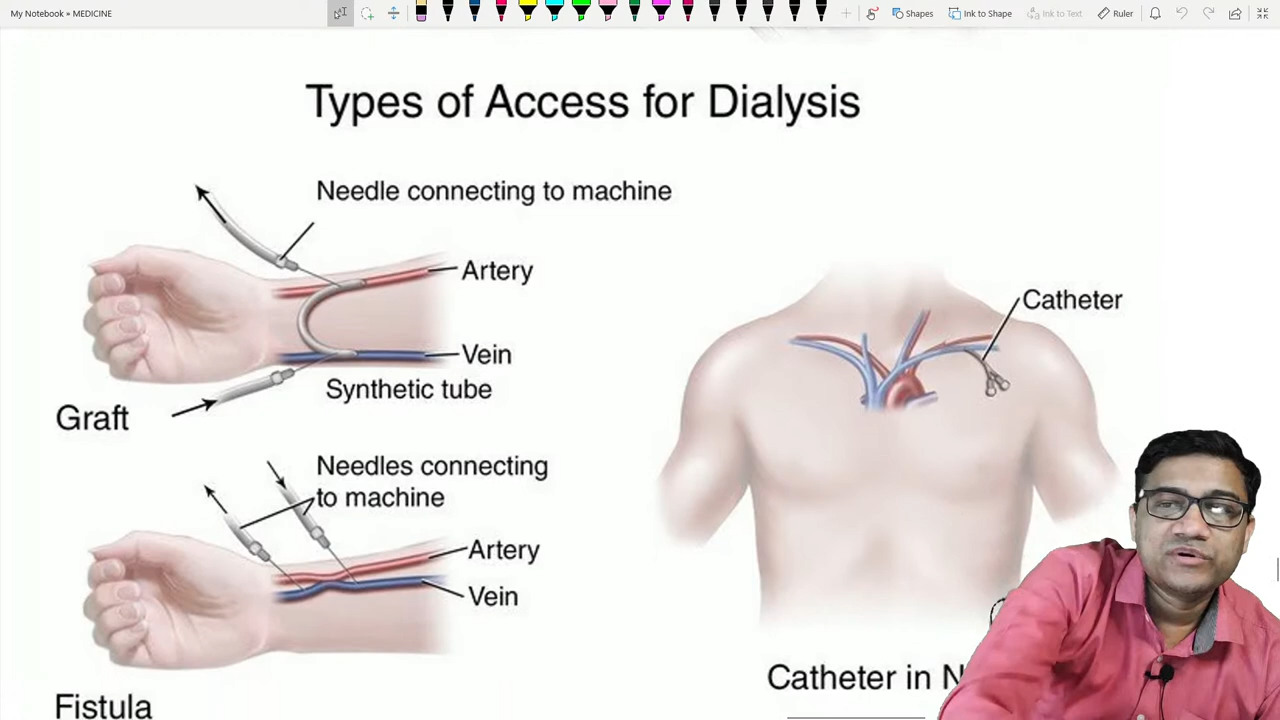 My Notebook » MEDICINE
Shapes
Ink to Shape
Ink to Text
Ruler
Types of Access for Dialysis
Needle connecting to machine
Artery
Vein
Synthetic tube
Graft
Needles connecting
to machine
Artery
Vein
Fistula
Catheter
Catheter in N